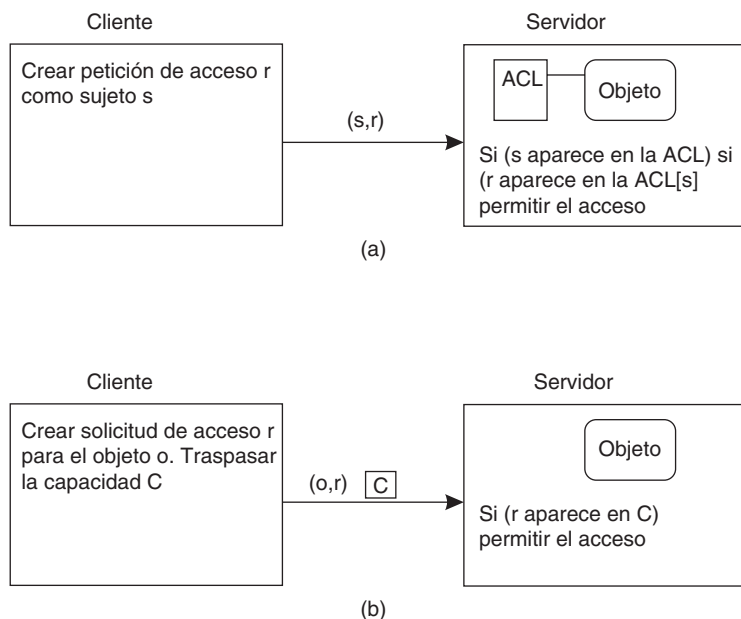 Cliente
Servidor
Crear petición de acceso r
como sujeto s
(s,r)
ACL
Objeto
Si (s aparece en la ACL) si
(r aparece en la ACL[s]
permitir el acceso
(a)
Cliente
Servidor
Crear solicitud de acceso r
para el objeto o. Traspasar
la capacidad C
(o,r) C
Objeto
Si (r aparece en C)
permitir el acceso
(b)